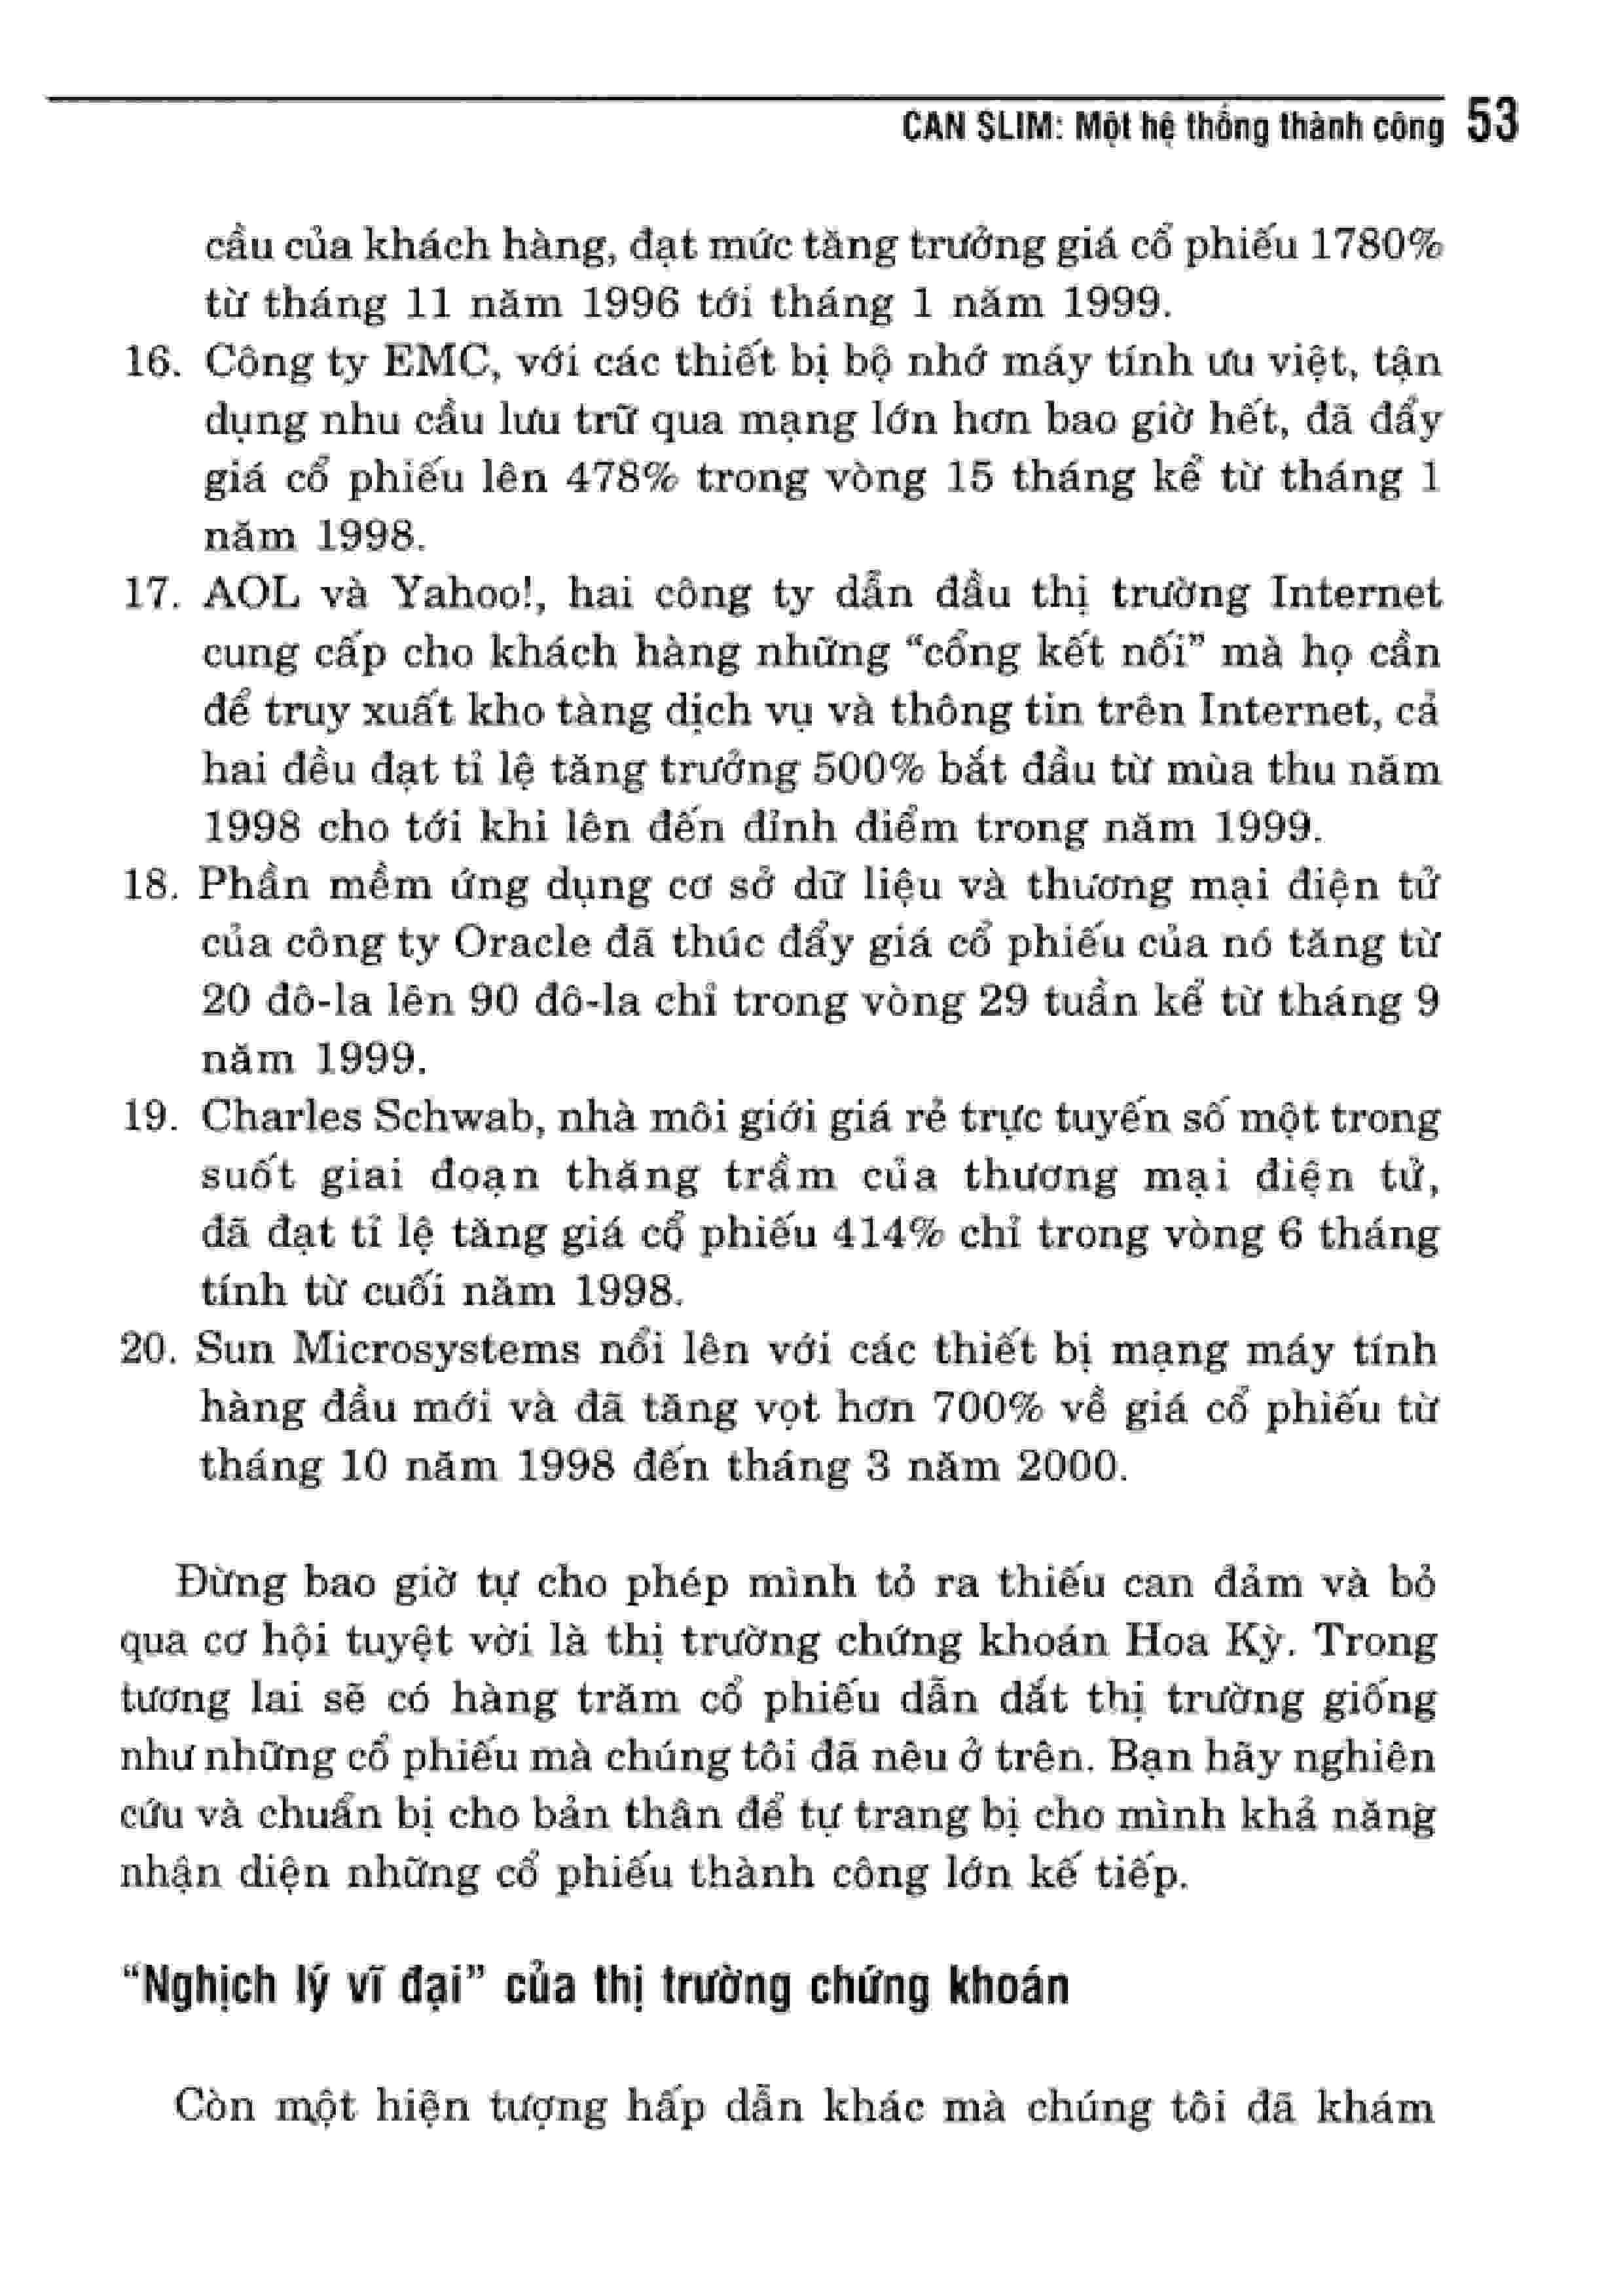 CAN SLIM: Một hệ thống thành công 53
cầu của khách hàng, đạt mức tăng trưởng giá cổ phiếu 1780%
từ tháng 11 năm 1996 tới tháng 1 năm 1999.
16. Công ty EMC, với các thiết bị bộ nhớ máy tính ưu việt, tận
dụng nhu cầu lưu trữ qua mạng lớn hơn bao giờ hết, đã đẩy
giá cổ phiếu lên 478% trong vòng 15 tháng kể từ tháng 1
năm 1998.
17. AOL và Yahoo!, hai công ty dẫn đầu thị trường Internet
cung cấp cho khách hàng những “cổng kết nối” mà họ cần
để truy xuất kho tàng dịch vụ và thông tin trên Internet, cả
hai đều đạt tỉ lệ tăng trưởng 500% bắt đầu từ mùa thu năm
1998 cho tới khi lên đến đỉnh điểm trong năm 1999.
18. Phần mềm ứng dụng cơ sở dữ liệu và thương mại điện tử
của công ty Oracle đã thúc đẩy giá cổ phiếu của nó tăng từ
20 đô-la lên 90 đô-la chỉ trong vòng 29 tuần kể từ tháng 9
năm 1999.
19. Charles Schwab, nhà môi giới giá rẻ trực tuyến số một trong
suốt giai đoạn thăng trầm của thương mại điện tử,
đã đạt tỉ lệ tăng giá cổ phiếu 414% chỉ trong vòng 6 tháng
tính từ cuối năm 1998.
20. Sun Microsystems nổi lên với các thiết bị mạng máy tính
hàng đầu mới và đã tăng vọt hơn 700% về giá cổ phiếu từ
tháng 10 năm 1998 đến tháng 3 năm 2000.
Đừng bao giờ tự cho phép mình tỏ ra thiếu can đảm và bỏ
qua cơ hội tuyệt vời là thị trường chứng khoán Hoa Kỳ. Trong
tương lai sẽ có hàng trăm cổ phiếu dẫn dắt thị trường giống
như những cổ phiếu mà chúng tôi đã nêu ở trên. Bạn hãy nghiên
cứu và chuẩn bị cho bản thân để tự trang bị cho mình khả năng
nhận diện những cổ phiếu thành công lớn kế tiếp.
“Nghịch lý vĩ đại” của thị trường chứng khoán
Còn một hiện tượng hấp dẫn khác mà chúng tôi đã khám